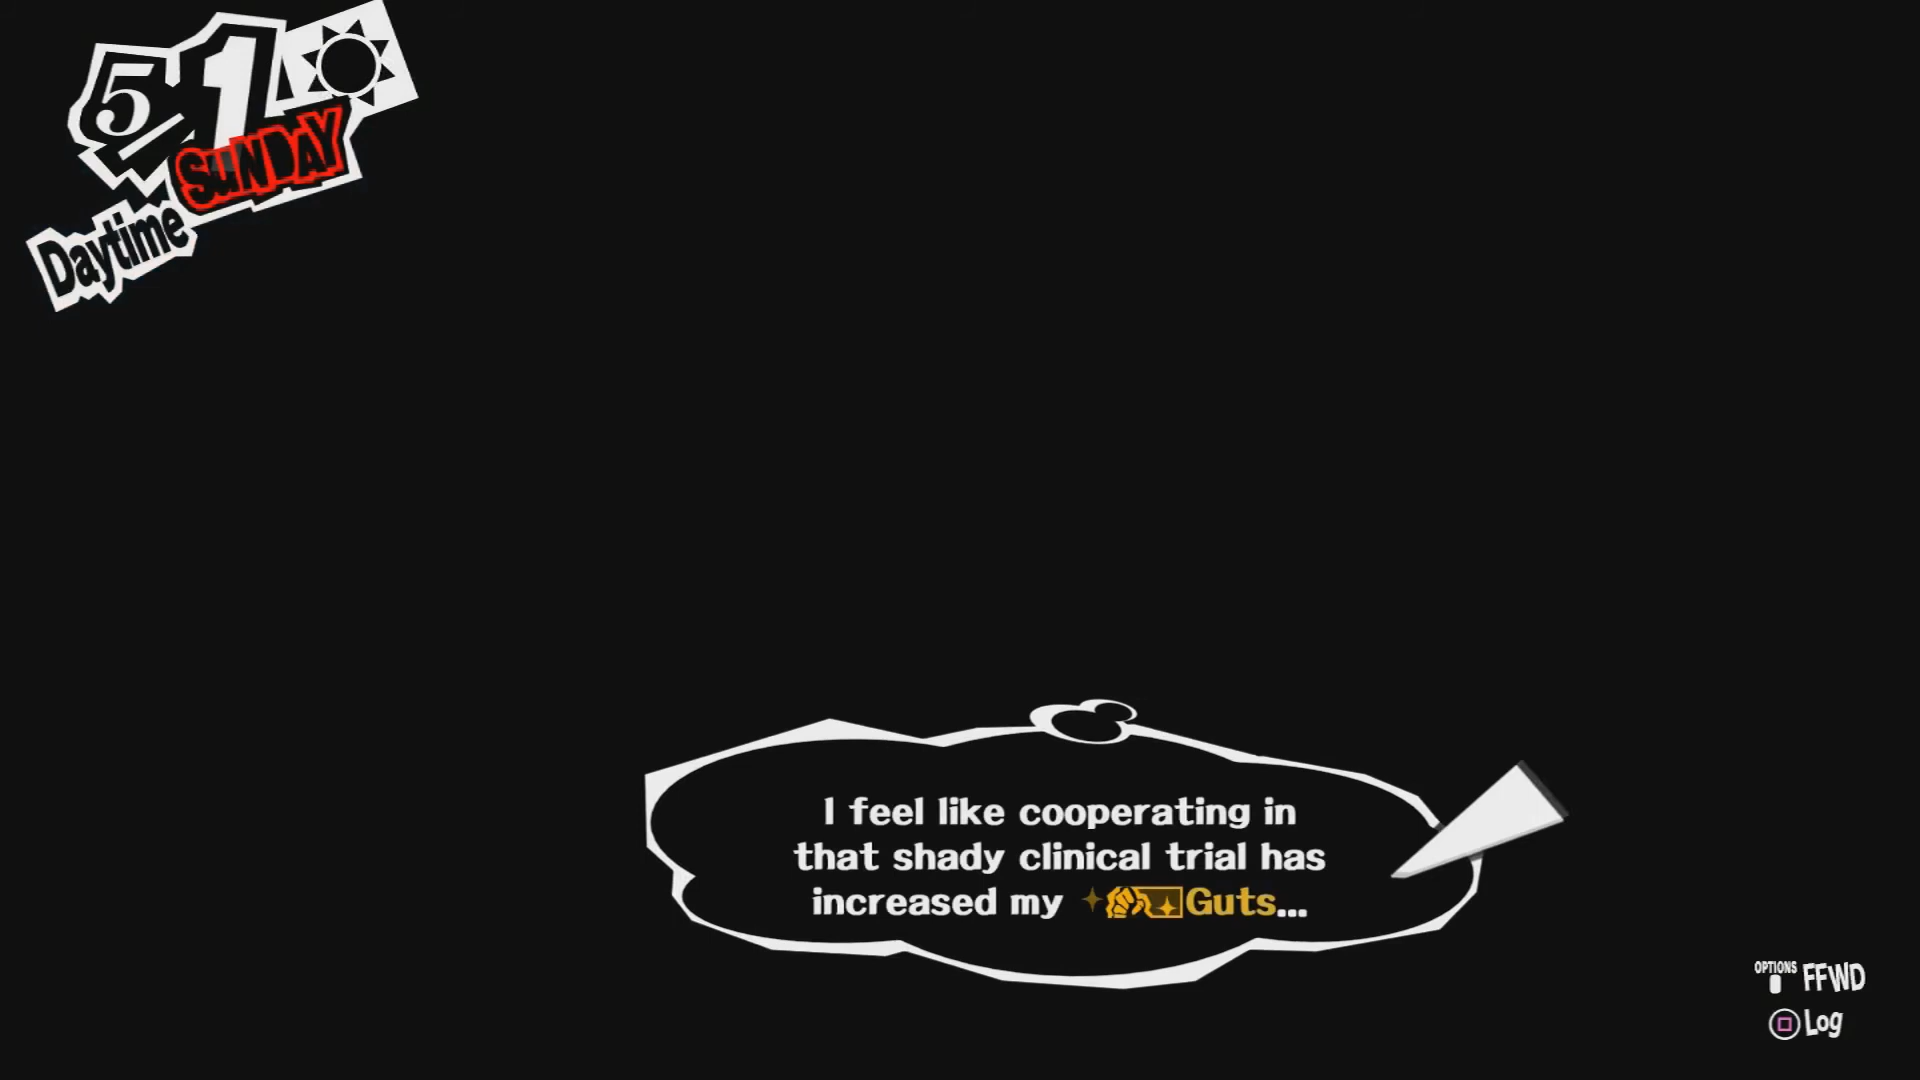 5/1
SUNDAY
Daytime
I feel like cooperating in
that shady clinical trial has
increased my Guts...
OPTIONS FFWD
Log